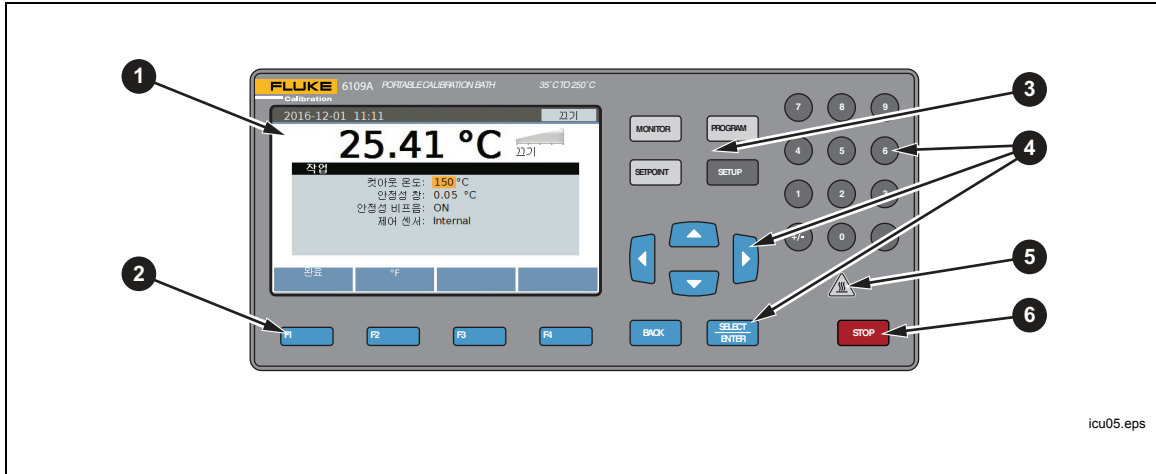 1
2
3
4
5
6
FLUKE
Calibration
6109A PORTABLE CALIBRATION BATH 35°C TO 250°C
2016-12-01 11:11 끄기
25.41 °C 끄기
작업
컷아웃 온도: 150 °C
안정성 창: 0.05 °C
안정성 비프음: ON
제어 센서: Internal
완료 °F
F1 F2 F3 F4
MONITOR PROGRAM
SETPOINT SETUP
BACK SELECT
ENTER
7 8 9
4 5 6
1 2 3
+/- 0
STOP
icu05.eps